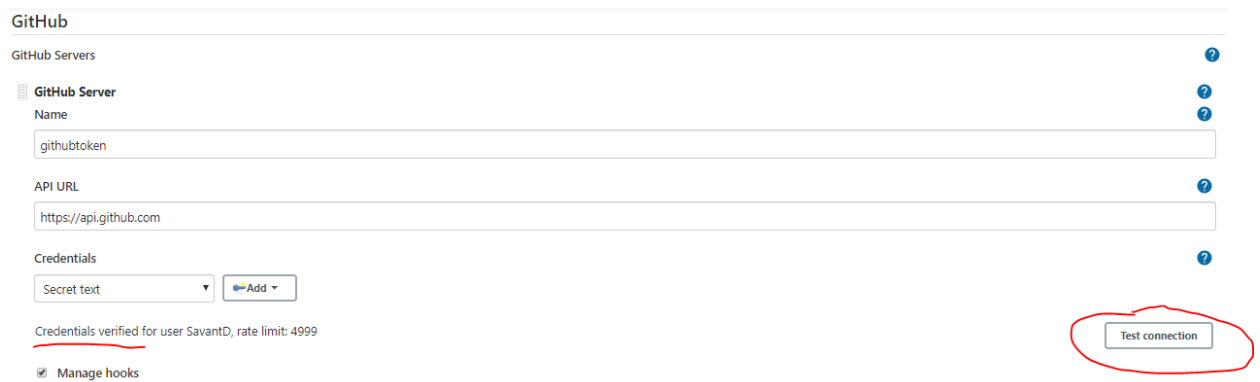 GitHub
GitHub Servers
GitHub Server
Name
githubtoken
API URL
https://api.github.com
Credentials
Secret text
Add
Credentials verified for user SavantD, rate limit: 4999
Test connection
Manage hooks